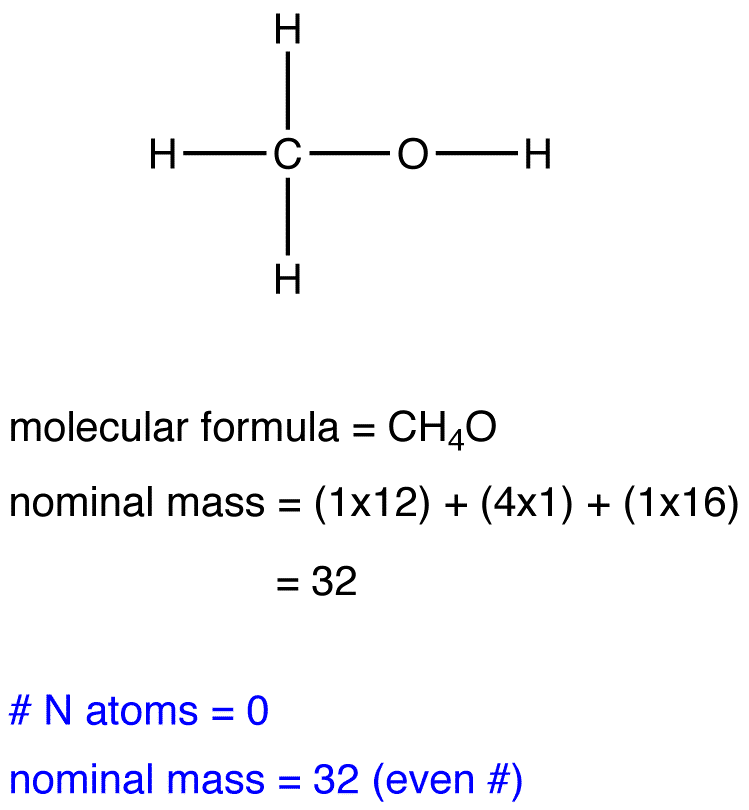 H
H C O H
H
molecular formula = CH₄O
nominal mass = (1x12) + (4x1) + (1x16)
= 32
# N atoms = 0
nominal mass = 32 (even #)